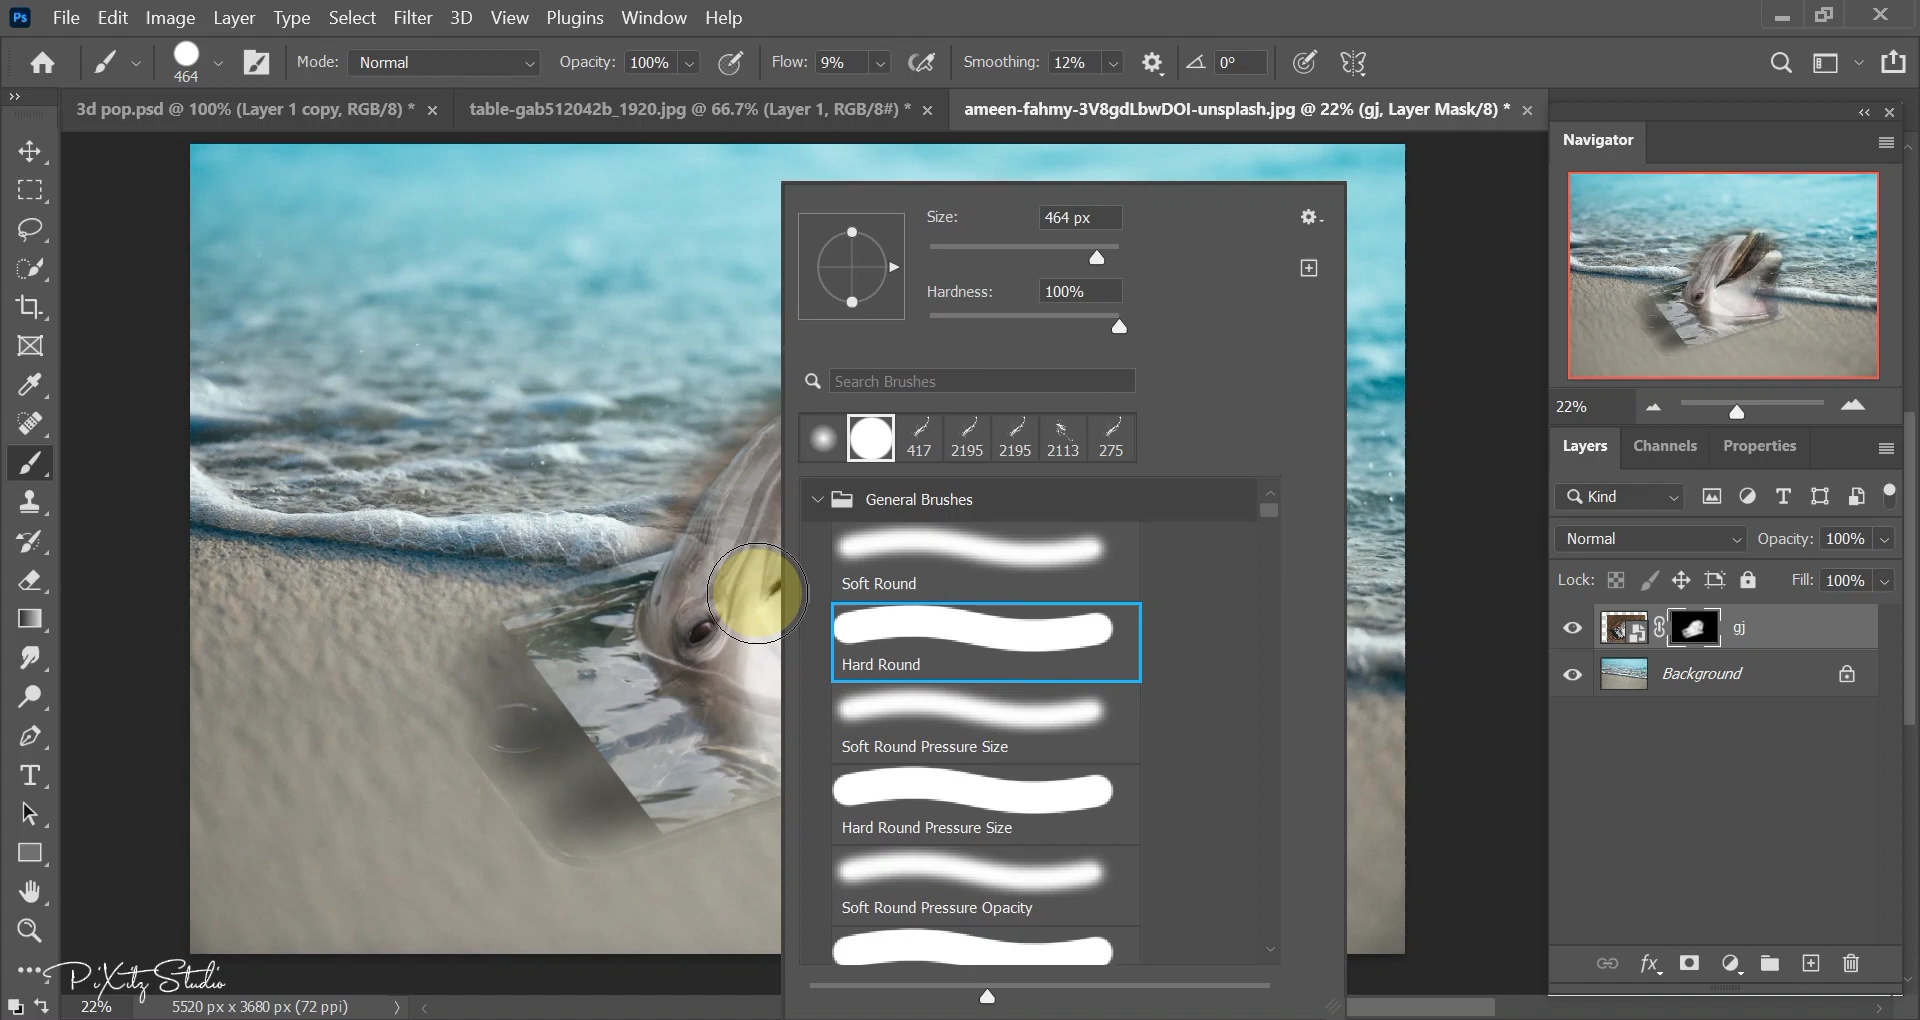 Ps File Edit Image Layer Type Select Filter 3D View Plugins Window Help
464 Mode: Normal Opacity: 100% Flow: 9% Smoothing: 12% 0°
3d pop.psd @ 100% (Layer 1 copy, RGB/8) * × table-gab512042b_1920.jpg @ 66.7% (Layer 1, RGB/8#) * × ameen-fahmy-3V8gdLbwDOI-unsplash.jpg @ 22% (gj, Layer Mask/8) * ×
Navigator
Size: 464 px
Hardness: 100%
Search Brushes
417 2195 2195 2113 275
General Brushes
Soft Round
Hard Round
Soft Round Pressure Size
Hard Round Pressure Size
Soft Round Pressure Opacity
22%
Layers Channels Properties
Kind
Normal Opacity: 100%
Lock: Fill: 100%
gj
Background
fx
PiXitz Studio
22% 5520 px x 3680 px (72 ppi)